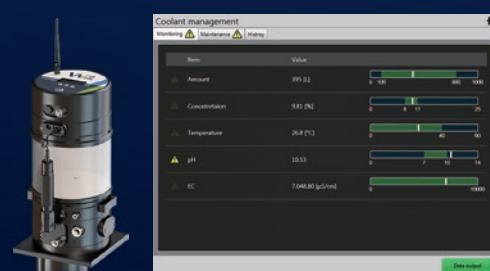 Coolant management
Monitoring Maintenance History
Item Value
Amount 395 [L] 0 100 800 1000
Concentretaion 9.81 [%] 0 8 11 25
Temperature 26.8 [°C] 0 40 60
pH 10.53 0 7 10 14
EC 7,048.80 [μS/cm] 0 10000
Data output